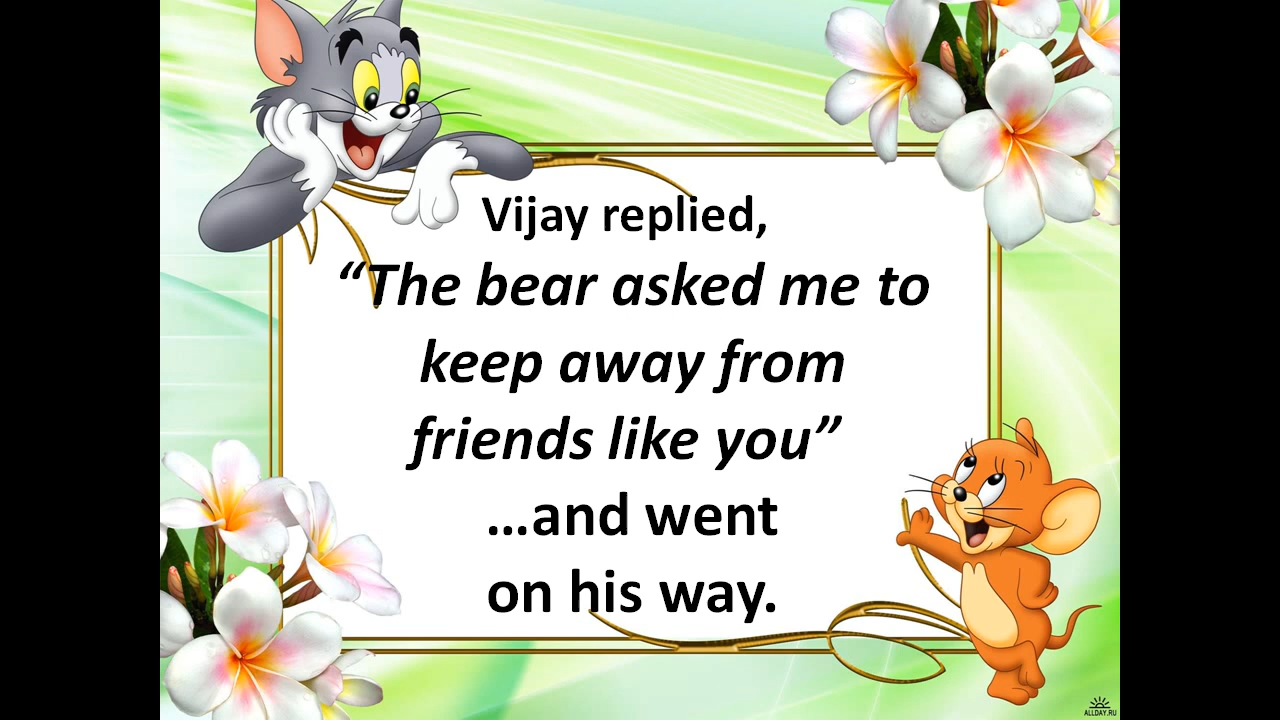 Vijay replied,
“The bear asked me to
keep away from
friends like you”
...and went
on his way.
ALLDAY.RU